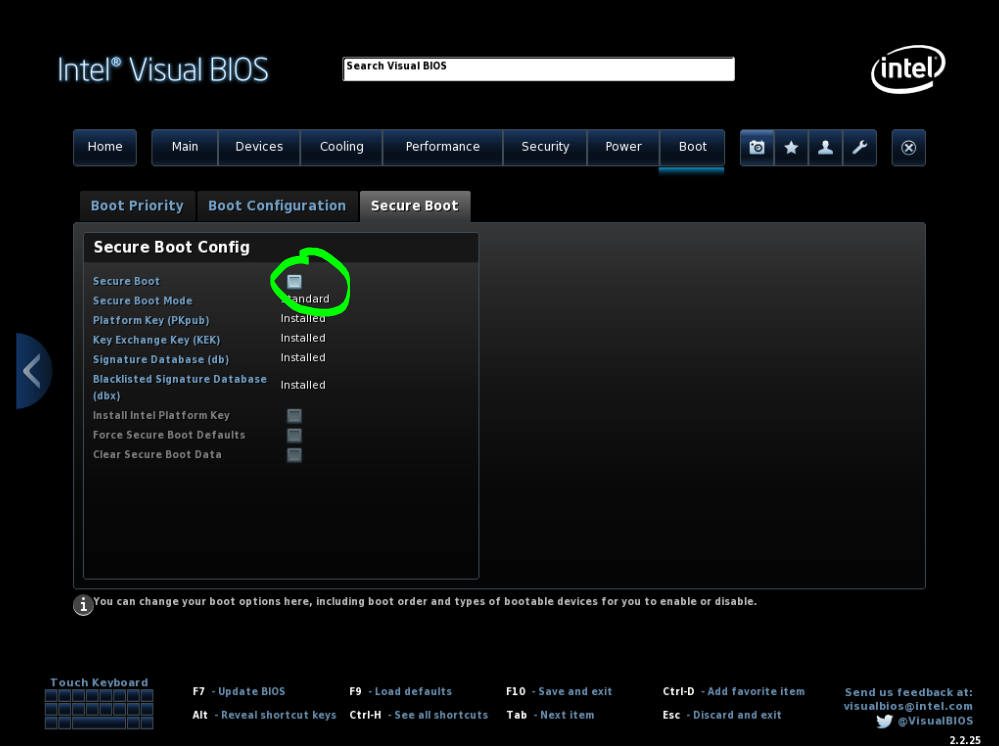 Intel® Visual BIOS
Search Visual BIOS
intel
Home Main Devices Cooling Performance Security Power Boot
Boot Priority Boot Configuration Secure Boot
Secure Boot Config
Secure Boot
Secure Boot Mode Standard
Platform Key (PKpub) Installed
Key Exchange Key (KEK) Installed
Signature Database (db) Installed
Blacklisted Signature Database
(dbx) Installed
Install Intel Platform Key
Force Secure Boot Defaults
Clear Secure Boot Data
i You can change your boot options here, including boot order and types of bootable devices for you to enable or disable.
Touch Keyboard
F7 - Update BIOS F9 - Load defaults F10 - Save and exit Ctrl-D - Add favorite item
Alt - Reveal shortcut keys Ctrl-H - See all shortcuts Tab - Next item Esc - Discard and exit
Send us feedback at:
visualbios@intel.com
@VisualBIOS
2.2.25